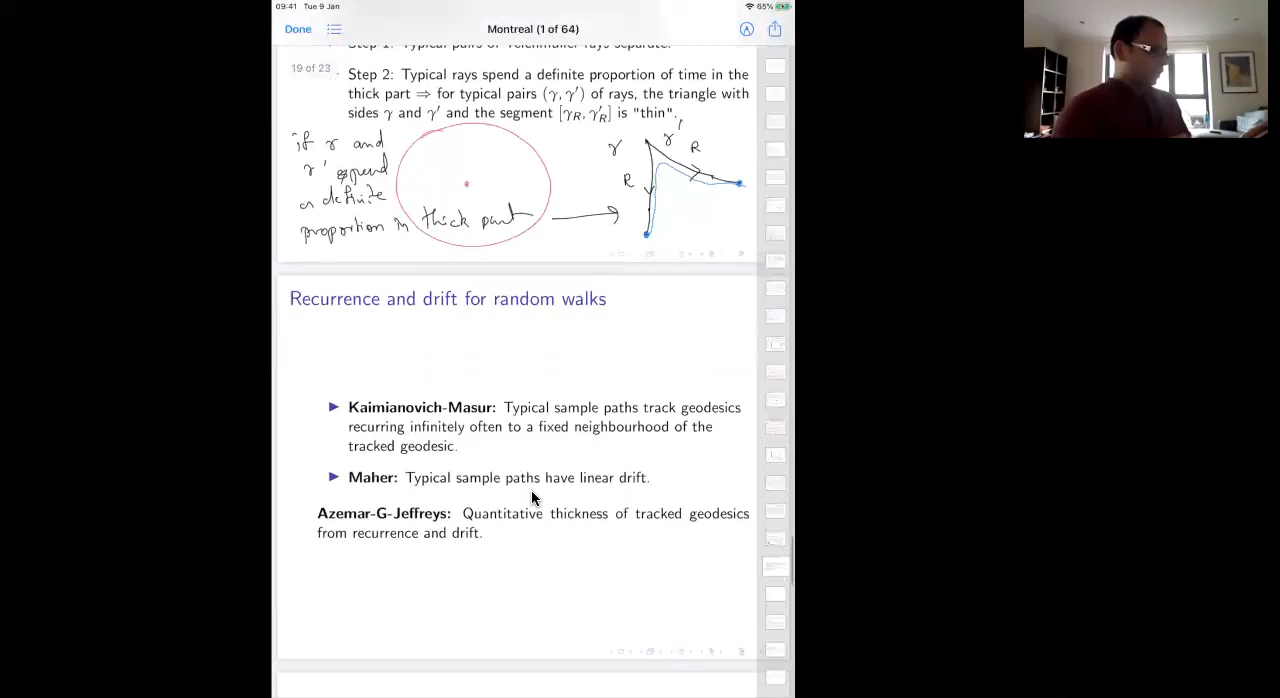 09:41 Tue 9 Jan
65%
Done
Montreal (1 of 64)
Step 1: Typical pairs of Teichmuller rays separate.
19 of 23
Step 2: Typical rays spend a definite proportion of time in the
thick part ⇒ for typical pairs (γ, γ′) of rays, the triangle with
sides γ and γ′ and the segment [γR, γ′R] is "thin".
if γ and
γ' spend
a definite
proportion in thick part
γ
γ'
R
R
Recurrence and drift for random walks
▶ Kaimianovich-Masur: Typical sample paths track geodesics
recurring infinitely often to a fixed neighbourhood of the
tracked geodesic.
▶ Maher: Typical sample paths have linear drift.
Azemar-G-Jeffreys: Quantitative thickness of tracked geodesics
from recurrence and drift.